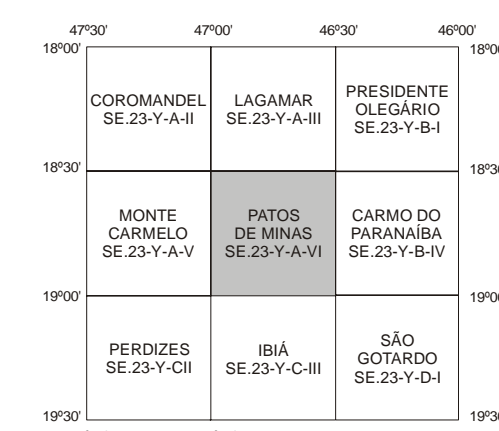 47º30' 47º00' 46º30' 46º00'
18º00' 18º00
COROMANDEL
SE.23-Y-A-II
LAGAMAR
SE.23-Y-A-III
PRESIDENTE
OLEGÁRIO
SE.23-Y-B-I
18º30' 18º30
MONTE
CARMELO
SE.23-Y-A-V
PATOS
DE MINAS
SE.23-Y-A-VI
CARMO DO
PARANAÍBA
SE.23-Y-B-IV
19º00' 19º00
PERDIZES
SE.23-Y-CII
IBIÁ
SE.23-Y-C-III
SÃO
GOTARDO
SE.23-Y-D-I
19º30' 19º30